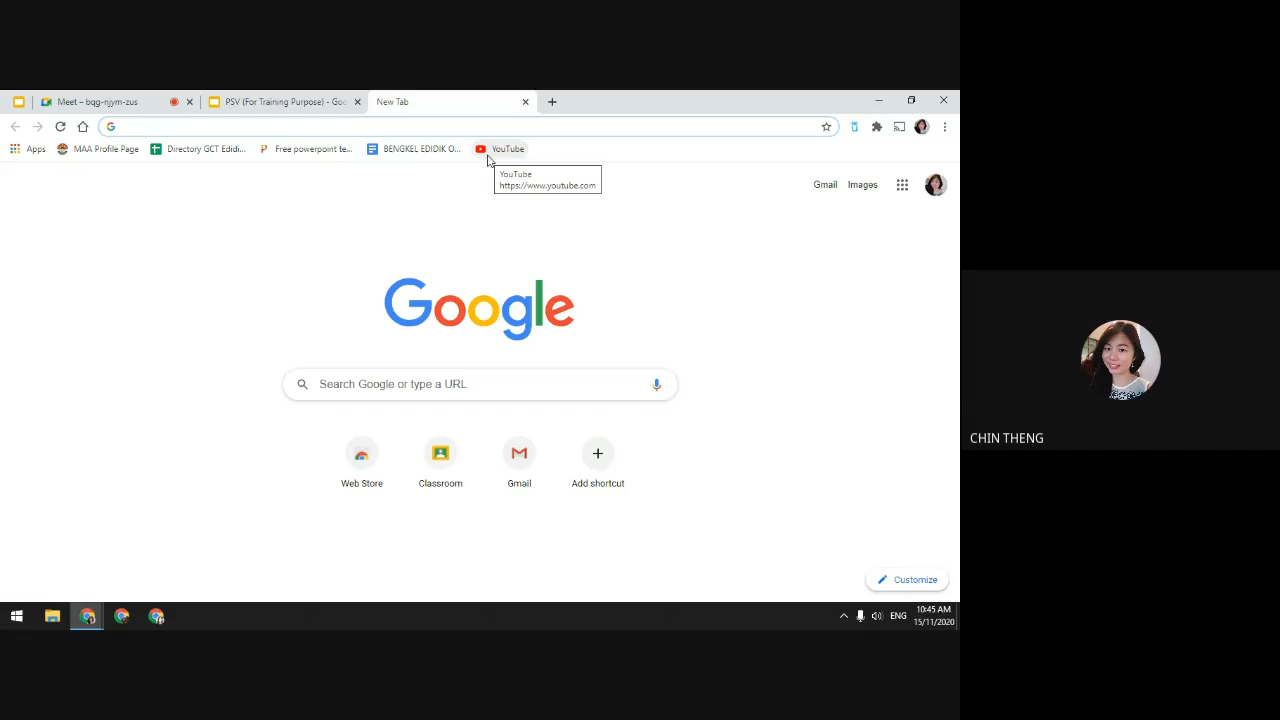 Meet – bqg-njym-zus
PSV (For Training Purpose) - Goo
New Tab
Apps
MAA Profile Page
Directory GCT Edidi...
Free powerpoint te...
BENGKEL EDIDIK O...
YouTube
YouTube
https://www.youtube.com
Gmail
Images
Google
Search Google or type a URL
Web Store
Classroom
Gmail
Add shortcut
CHIN THENG
Customize
ENG
10:45 AM
15/11/2020